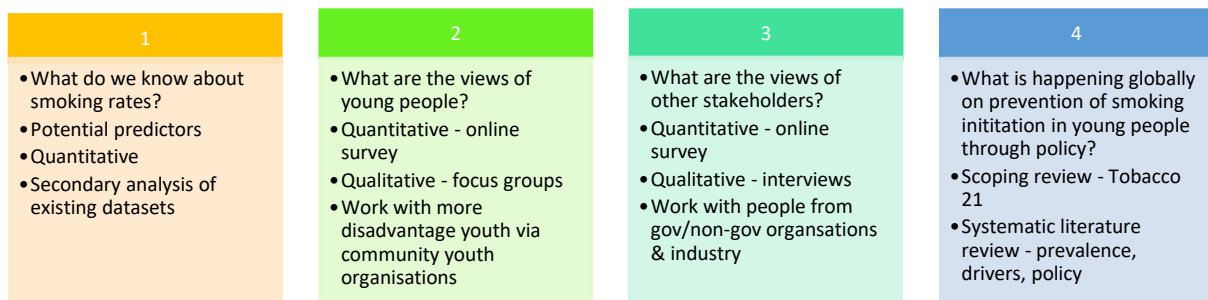 1
•What do we know about
smoking rates?
•Potential predictors
•Quantitative
•Secondary analysis of
existing datasets
2
•What are the views of
young people?
•Quantitative - online
survey
•Qualitative - focus groups
•Work with more
disadvantage youth via
community youth
organisations
3
•What are the views of
other stakeholders?
•Quantitative - online
survey
•Qualitative - interviews
•Work with people from
gov/non-gov organsations
& industry
4
•What is happening globally
on prevention of smoking
inititation in young people
through policy?
•Scoping review - Tobacco
21
•Systematic literature
review - prevalence,
drivers, policy